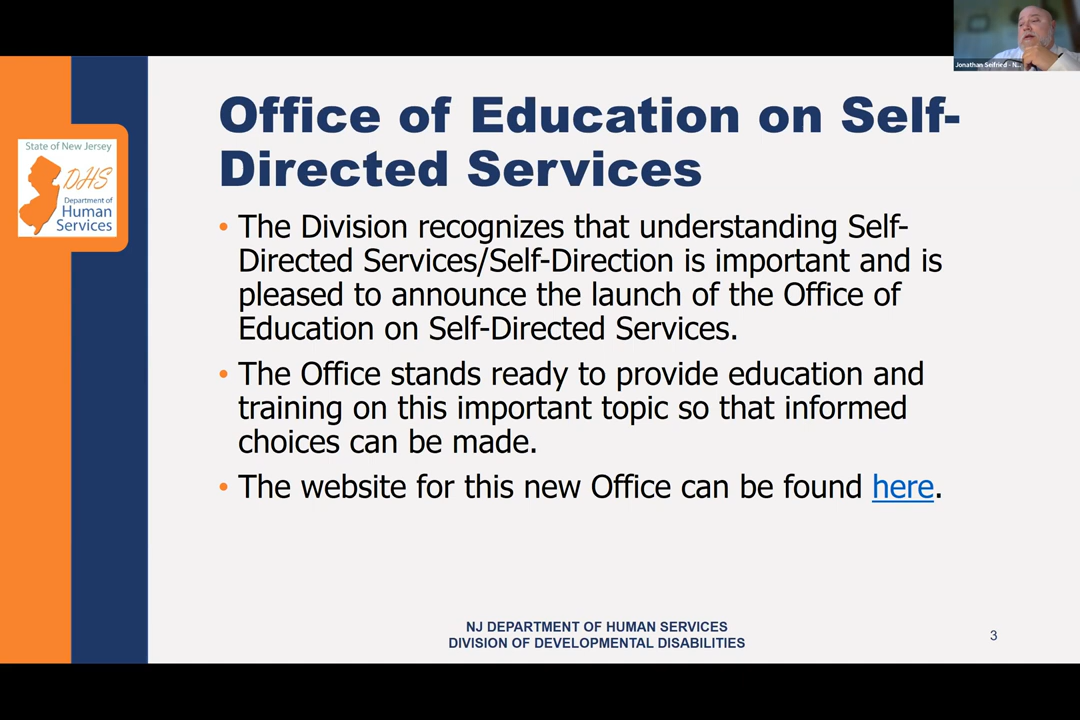 Jonathan Seifried - N...
State of New Jersey
DHS
Department of
Human
Services
Office of Education on Self-
Directed Services
• The Division recognizes that understanding Self-
Directed Services/Self-Direction is important and is
pleased to announce the launch of the Office of
Education on Self-Directed Services.
• The Office stands ready to provide education and
training on this important topic so that informed
choices can be made.
• The website for this new Office can be found here.
NJ DEPARTMENT OF HUMAN SERVICES
DIVISION OF DEVELOPMENTAL DISABILITIES
3